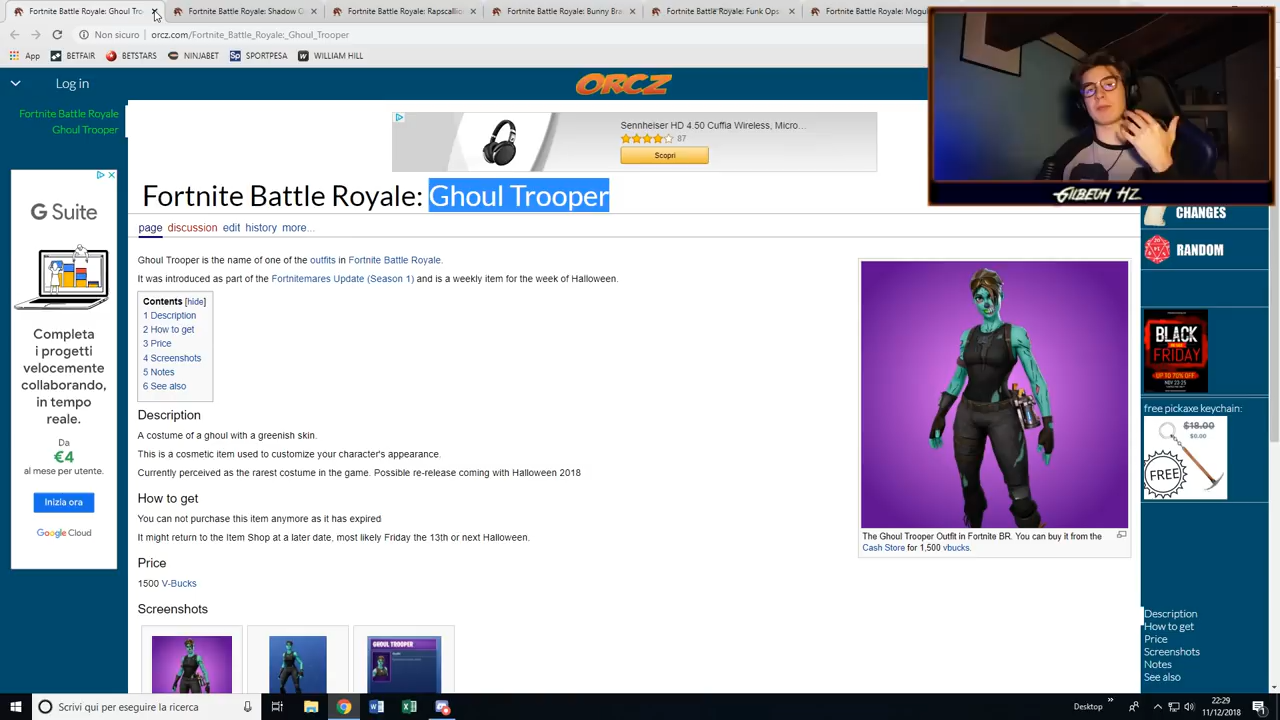 Fortnite Battle Royale: Ghoul Tro
Fortnite Battle Royale: Shadow O
Fortnite Battle Royale: Rapscallio
Fortnite Battle Royale: Bunny Bra
Fortnite Battle Royale: Funk Ops
Fortnite Battle Royale: Mogu
Non sicuro | orcz.com/Fortnite_Battle_Royale:_Ghoul_Trooper
App BETFAIR BETSTARS NINJABET SPORTPESA WILLIAM HILL
Log in
ORCZ
Fortnite Battle Royale
Ghoul Trooper
Sennheiser HD 4.50 Cuffia Wireless, Micro...
87
Scopri
GILBEOH HZ
G Suite
Completa
i progetti
velocemente
collaborando,
in tempo
reale.
Da
€4
al mese per utente.
Inizia ora
Google Cloud
Fortnite Battle Royale: Ghoul Trooper
page discussion edit history more...
Ghoul Trooper is the name of one of the outfits in Fortnite Battle Royale.
It was introduced as part of the Fortnitemares Update (Season 1) and is a weekly item for the week of Halloween.
Contents [hide]
1 Description
2 How to get
3 Price
4 Screenshots
5 Notes
6 See also
Description
A costume of a ghoul with a greenish skin.
This is a cosmetic item used to customize your character's appearance.
Currently perceived as the rarest costume in the game. Possible re-release coming with Halloween 2018
How to get
You can not purchase this item anymore as it has expired
It might return to the Item Shop at a later date, most likely Friday the 13th or next Halloween.
Price
1500 V-Bucks
Screenshots
GHOUL TROOPER
The Ghoul Trooper Outfit in Fortnite BR. You can buy it from the
Cash Store for 1,500 vbucks.
CHANGES
RANDOM
BLACK
FRIDAY
UP TO 70% OFF
NOV 23-25
free pickaxe keychain:
$18.00
$0.00
FREE
Description
How to get
Price
Screenshots
Notes
See also
Scrivi qui per eseguire la ricerca
Desktop
22:29
11/12/2018